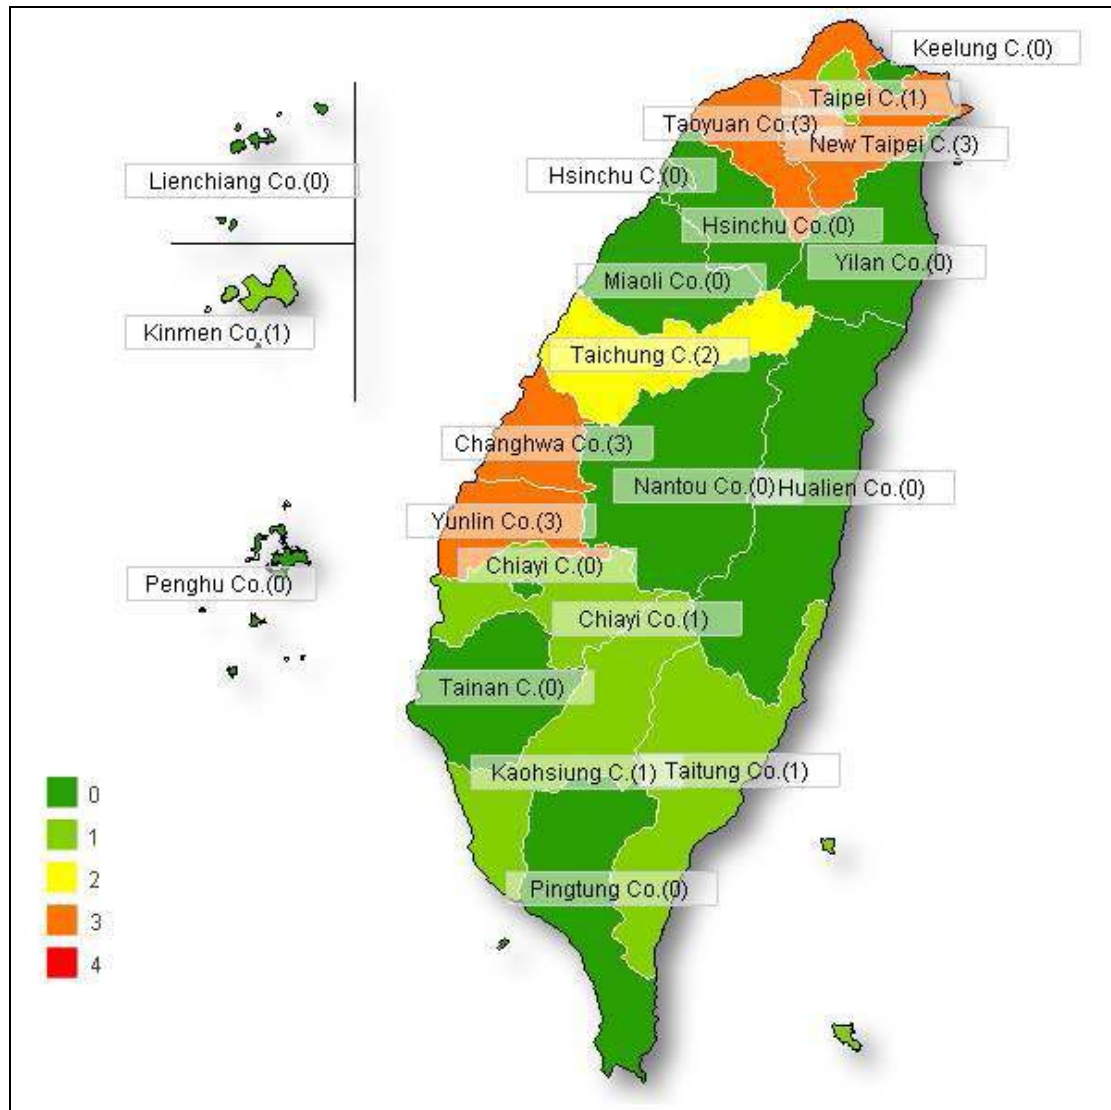 Keelung C.(0)
Taipei C.(1)
Taoyuan Co.(3)
New Taipei C.(3)
Hsinchu C.(0)
Lienchiang Co.(0)
Hsinchu Co.(0)
Yilan Co.(0)
Miaoli Co.(0)
Kinmen Co.(1)
Taichung C.(2)
Changhwa Co.(3)
Nantou Co.(0)
Hualien Co.(0)
Yunlin Co.(3)
Chiayi C.(0)
Penghu Co.(0)
Chiayi Co.(1)
Tainan C.(0)
Kaohsiung C.(1)
Taitung Co.(1)
Pingtung Co.(0)
0
1
2
3
4